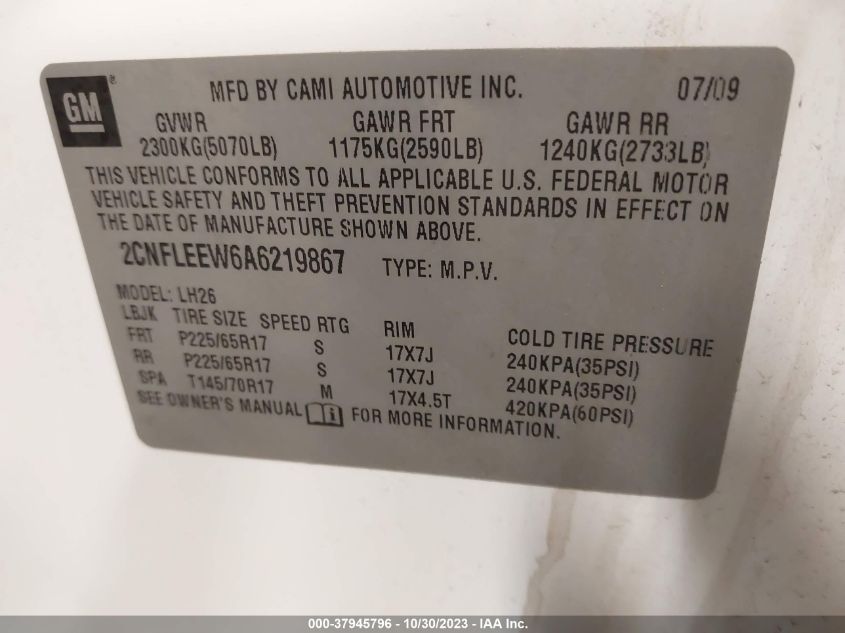 GM ®
MFD BY CAMI AUTOMOTIVE INC. 07/09
GVWR GAWR FRT GAWR RR
2300KG(5070LB) 1175KG(2590LB) 1240KG(2733LB)
THIS VEHICLE CONFORMS TO ALL APPLICABLE U.S. FEDERAL MOTOR
VEHICLE SAFETY AND THEFT PREVENTION STANDARDS IN EFFECT ON
THE DATE OF MANUFACTURE SHOWN ABOVE.
2CNFLEEW6A6219867 TYPE: M.P.V.
MODEL: LH26
LBJK TIRE SIZE SPEED RTG RIM COLD TIRE PRESSURE
FRT P225/65R17 S 17X7J 240KPA(35PSI)
RR P225/65R17 S 17X7J 240KPA(35PSI)
SPA T145/70R17 M 17X4.5T 420KPA(60PSI)
SEE OWNER'S MANUAL i FOR MORE INFORMATION.
000-37945796 - 10/30/2023 - IAA Inc.